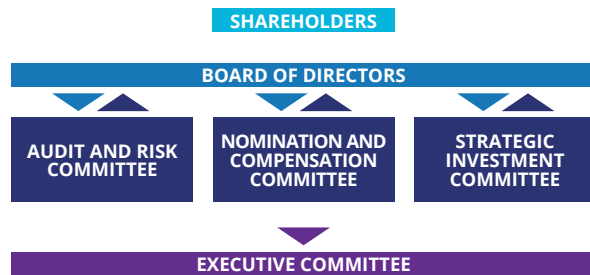 SHAREHOLDERS
BOARD OF DIRECTORS
AUDIT AND RISK
COMMITTEE
NOMINATION AND
COMPENSATION
COMMITTEE
STRATEGIC
INVESTMENT
COMMITTEE
EXECUTIVE COMMITTEE